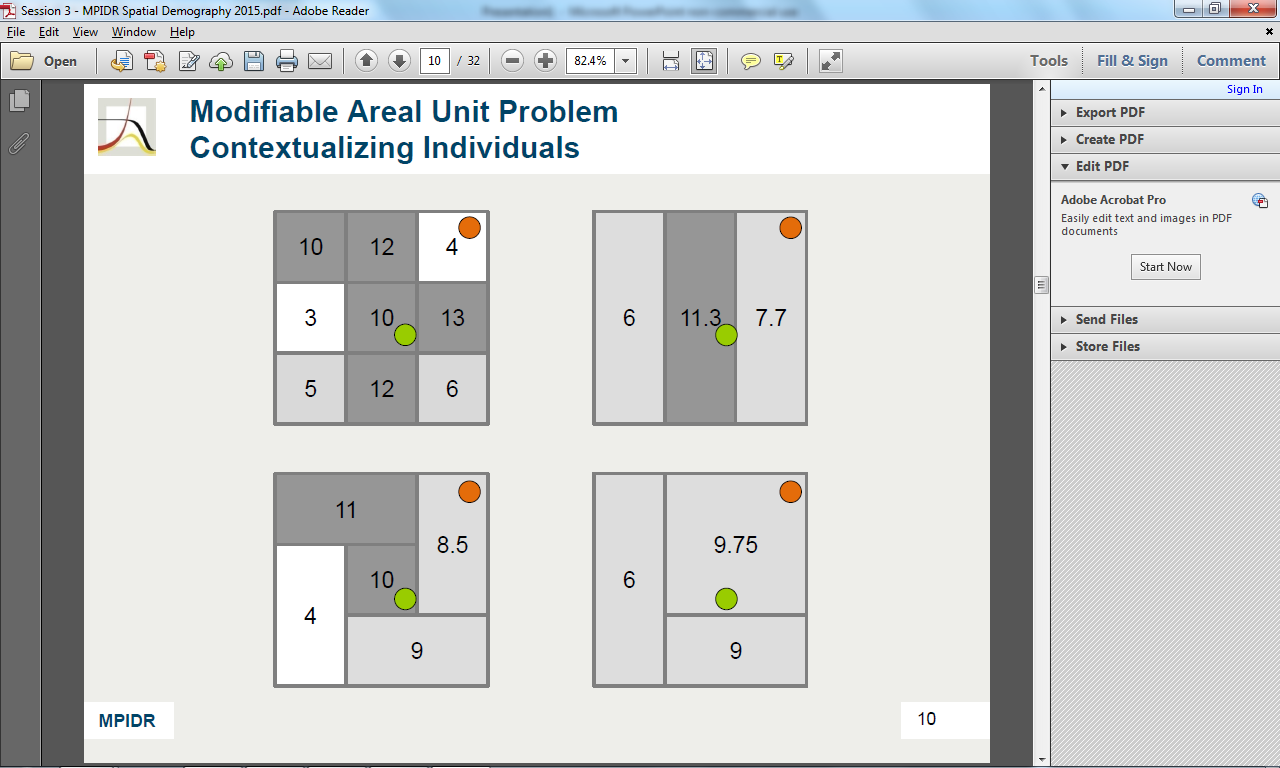 Session 3 - MPIDR Spatial Demography 2015.pdf - Adobe Reader
File Edit View Window Help
Open 10 / 32 82.4% Tools Fill & Sign Comment
Sign In
Export PDF
Create PDF
Edit PDF
Adobe Acrobat Pro
Easily edit text and images in PDF
documents
Start Now
Send Files
Store Files
Modifiable Areal Unit Problem
Contextualizing Individuals
10 12 4
3 10 13
5 12 6
6 11.3 7.7
11
8.5
10
4
9
9.75
6
9
MPIDR
10